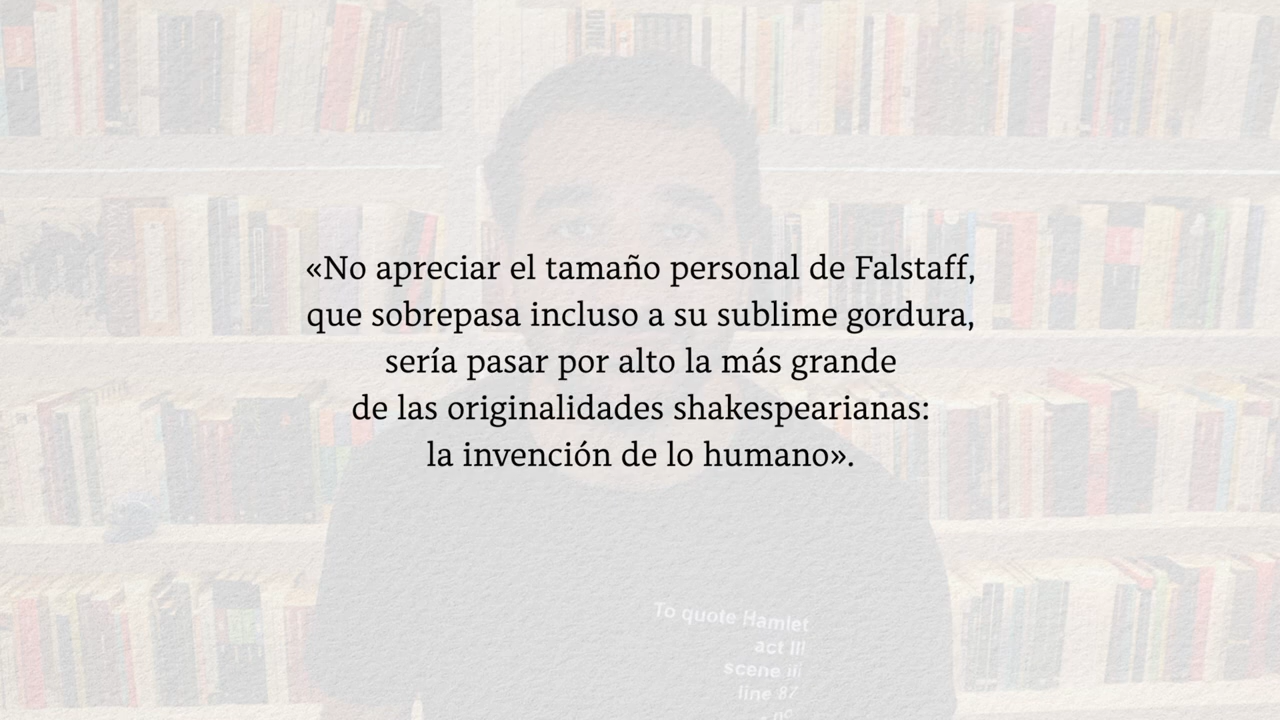 «No apreciar el tamaño personal de Falstaff,
que sobrepasa incluso a su sublime gordura,
sería pasar por alto la más grande
de las originalidades shakespearianas:
la invención de lo humano».
To quote Hamlet
act III
scene iii
line 87